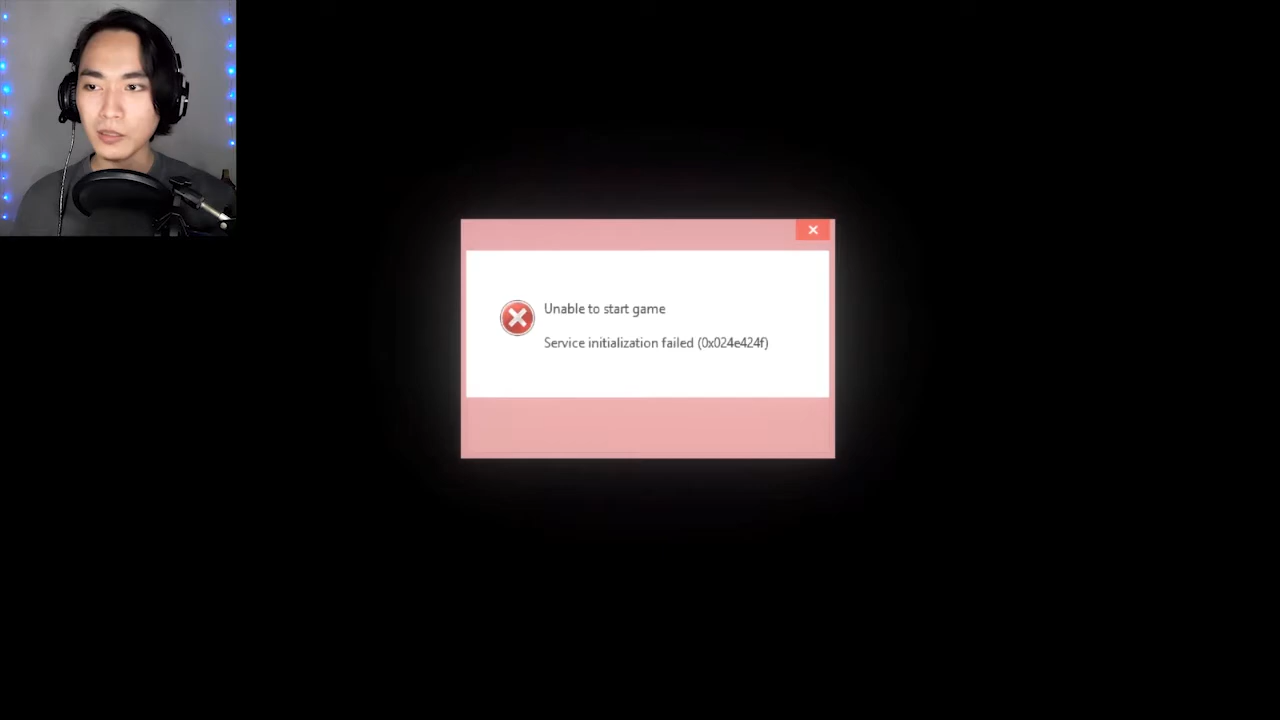 Unable to start game
Service initialization failed (0x024e424f)